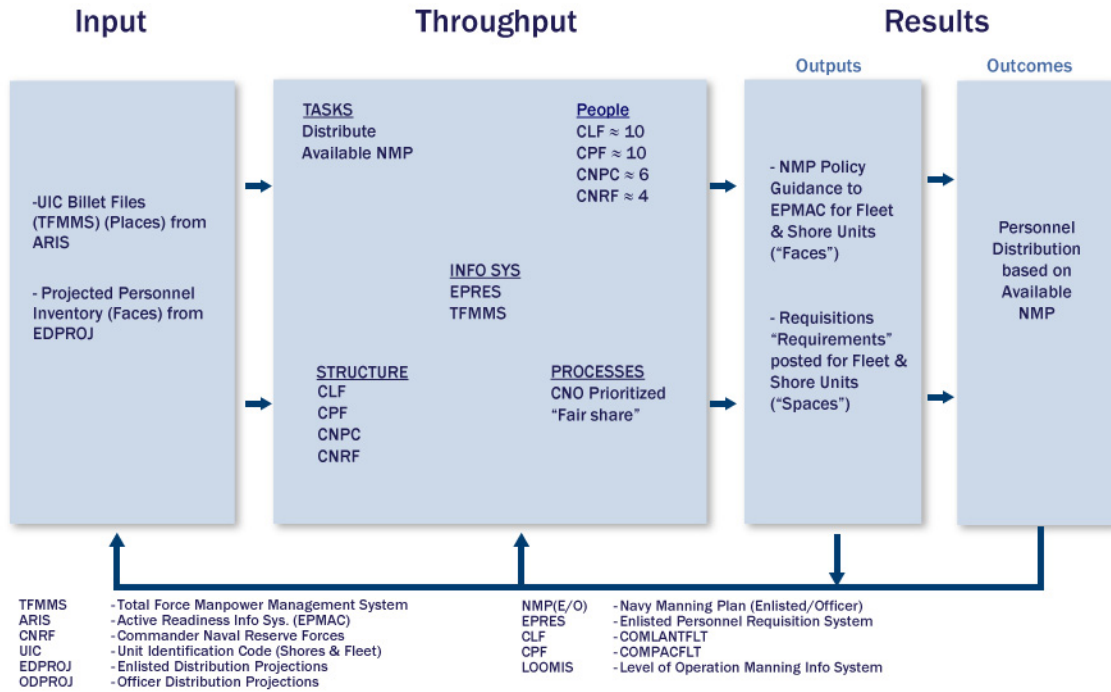 Input
Throughput
Results
Outputs
Outcomes
-UIC Billet Files
(TFMMS) (Places) from
ARIS
- Projected Personnel
Inventory (Faces) from
EDPROJ
TASKS
Distribute
Available NMP
People
CLF ≈ 10
CPF ≈ 10
CNPC ≈ 6
CNRF ≈ 4
INFO SYS
EPRES
TFMMS
STRUCTURE
CLF
CPF
CNPC
CNRF
PROCESSES
CNO Prioritized
“Fair share”
- NMP Policy
Guidance to
EPMAC for Fleet
& Shore Units
(“Faces”)
- Requisitions
“Requirements”
posted for Fleet &
Shore Units
(“Spaces”)
Personnel
Distribution
based on
Available
NMP
TFMMS - Total Force Manpower Management System
ARIS - Active Readiness Info Sys. (EPMAC)
CNRF - Commander Naval Reserve Forces
UIC - Unit Identification Code (Shores & Fleet)
EDPROJ - Enlisted Distribution Projections
ODPROJ - Officer Distribution Projections
NMP(E/O) - Navy Manning Plan (Enlisted/Officer)
EPRES - Enlisted Personnel Requisition System
CLF - COMLANTFLT
CPF - COMPACFLT
LOOMIS - Level of Operation Manning Info System